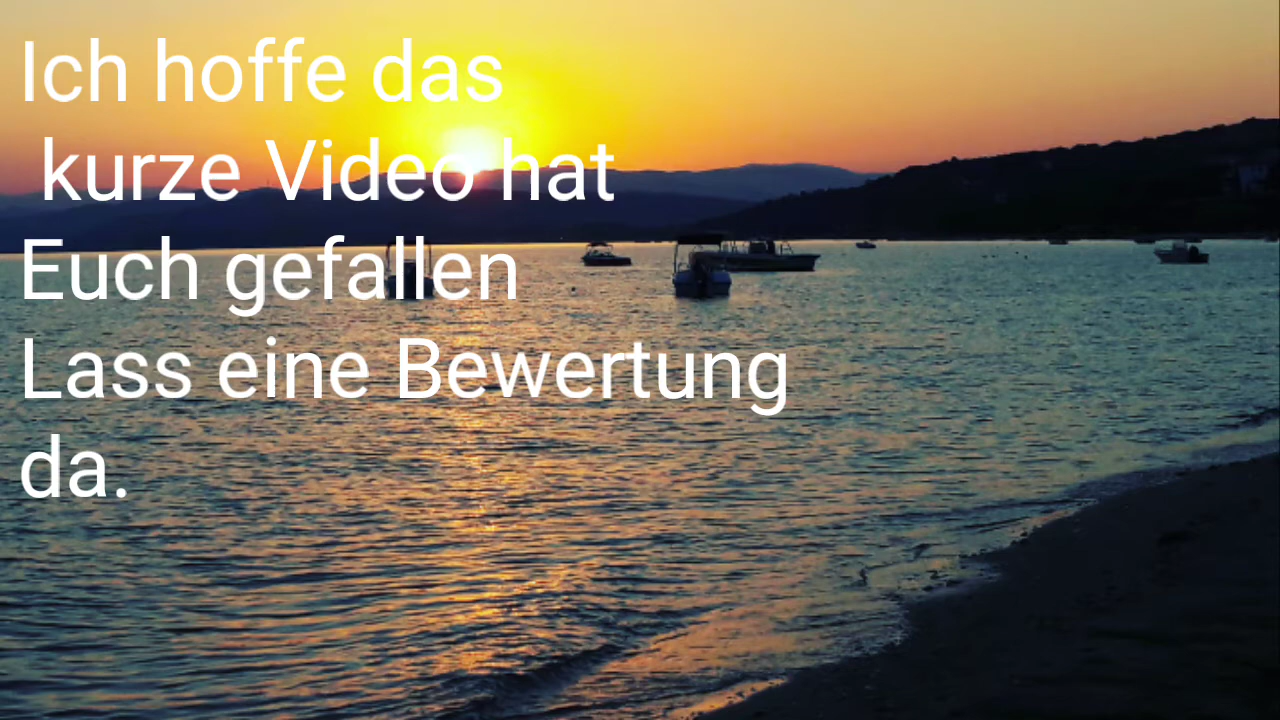 Ich hoffe das
kurze Video hat
Euch gefallen
Lass eine Bewertung
da.